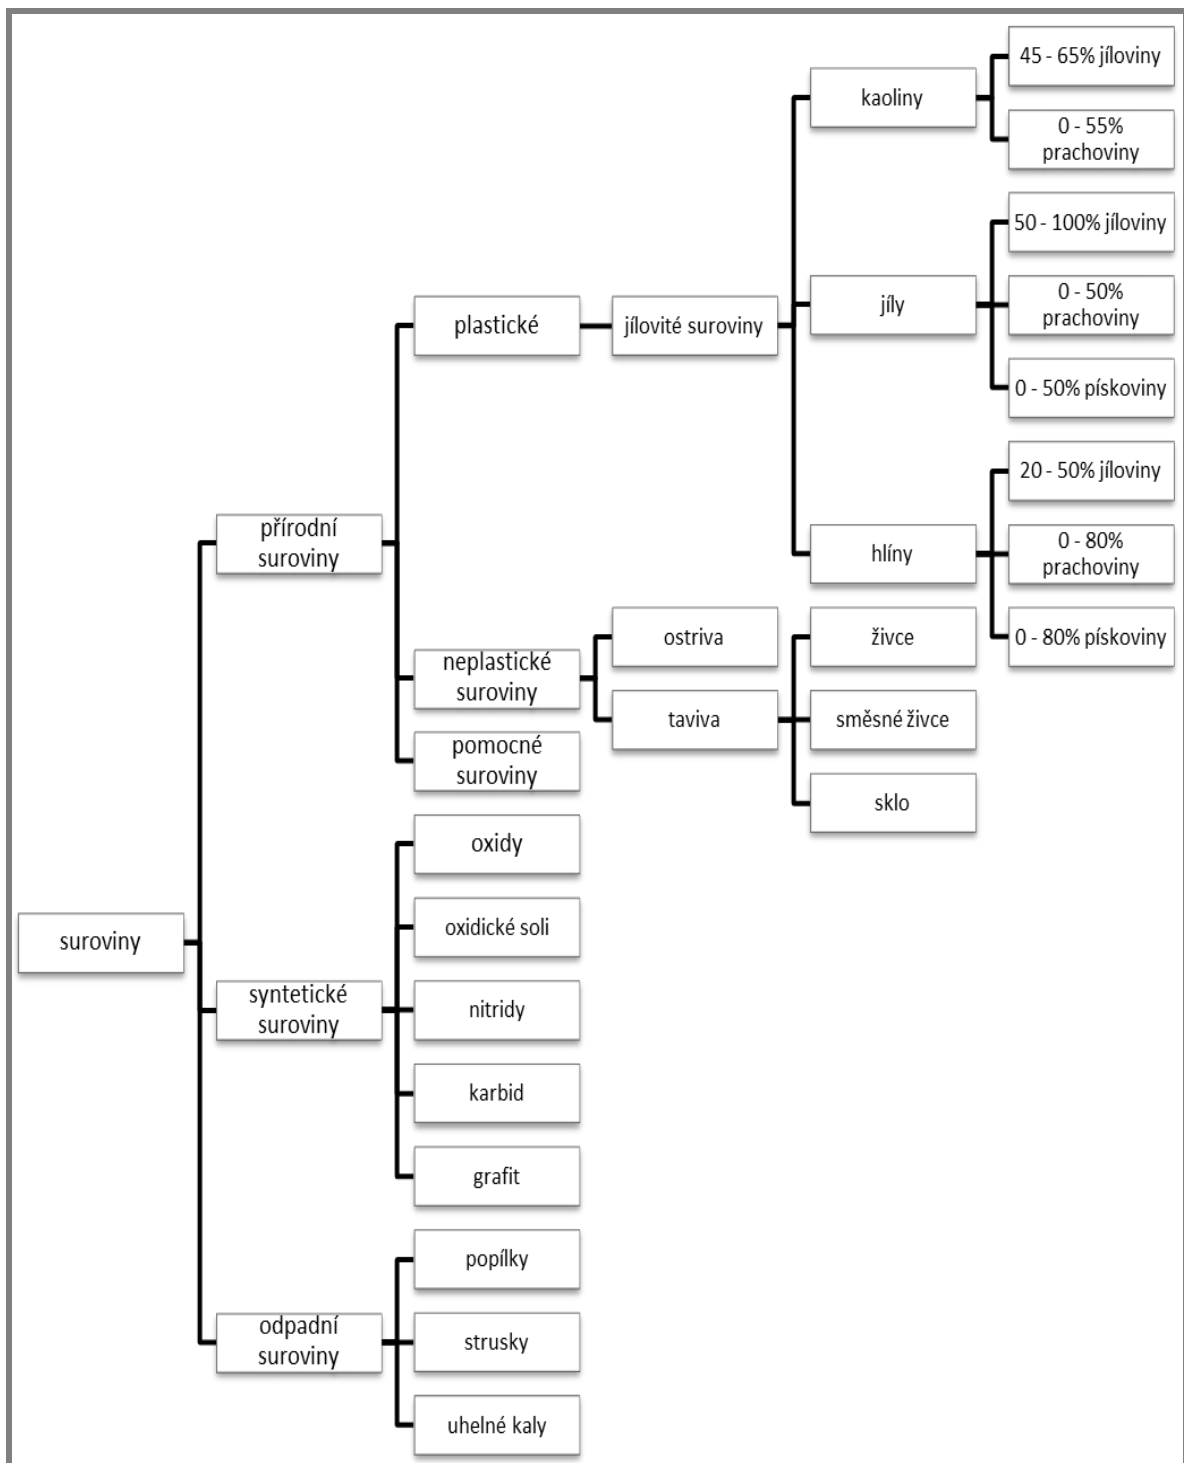 45 - 65% jíloviny
kaoliny
0 - 55%
prachoviny
50 - 100% jíloviny
jíly
0 - 50%
prachoviny
plastické
jílovité suroviny
0 - 50% pískoviny
20 - 50% jíloviny
přírodní
suroviny
hlíny
0 - 80%
prachoviny
ostriva
živce
0 - 80% pískoviny
neplastické
suroviny
taviva
směsné živce
pomocné
suroviny
sklo
oxidy
oxidické soli
suroviny
syntetické
suroviny
nitridy
karbid
grafit
popílky
odpadní
suroviny
strusky
uhelné kaly